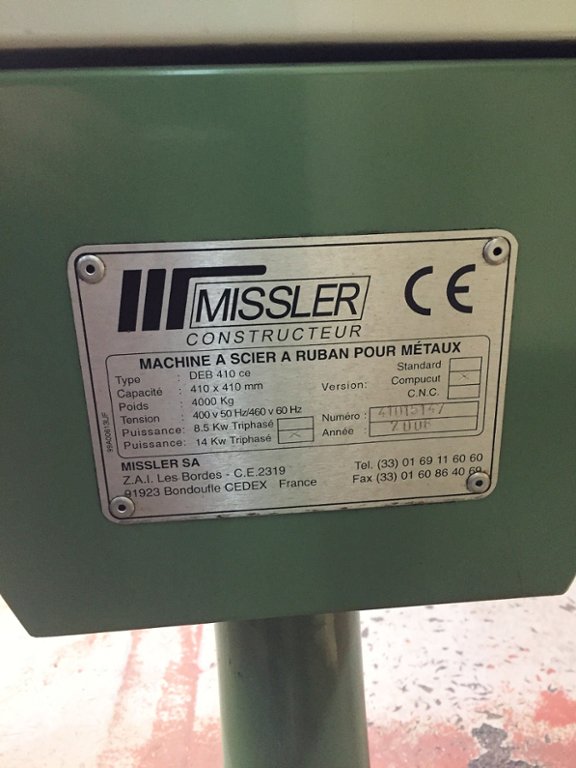 MISSLER CE
CONSTRUCTEUR
MACHINE A SCIER A RUBAN POUR MÉTAUX
Type : DEB 410 ce
Capacité : 410 x 410 mm
Poids : 4000 Kg
Tension : 400 v 50 Hz/460 v 60 Hz
Puissance: 8.5 Kw Triphasé
Puissance: 14 Kw Triphasé x
Version: Standard
Compucut x
C.N.C.
Numéro : 41015147
Année :
MISSLER SA
Z.A.I. Les Bordes - C.E.2319
91923 Bondoufle CEDEX France
Tel. (33) 01 69 11 60 60
Fax (33) 01 60 86 40 69